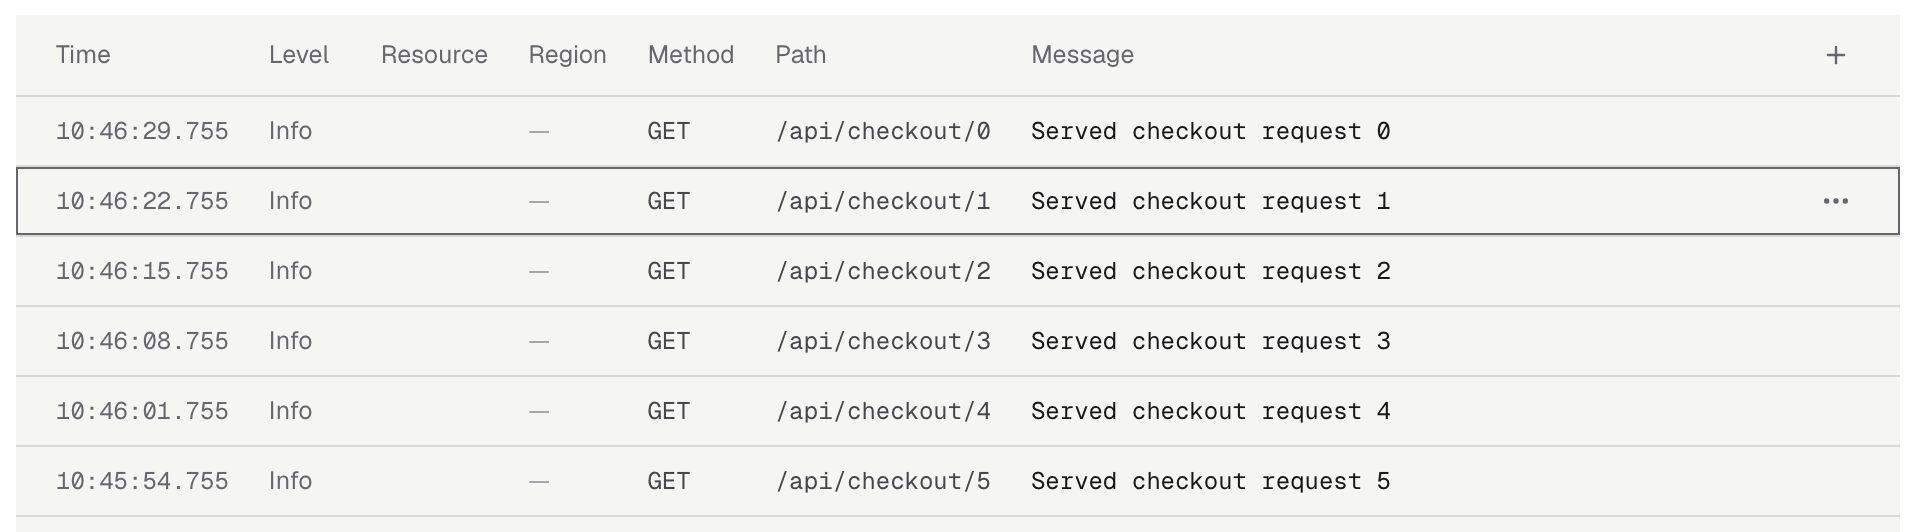 Time Level Resource Region Method Path Message +
10:46:29.755 Info — GET /api/checkout/0 Served checkout request 0
10:46:22.755 Info — GET /api/checkout/1 Served checkout request 1 •••
10:46:15.755 Info — GET /api/checkout/2 Served checkout request 2
10:46:08.755 Info — GET /api/checkout/3 Served checkout request 3
10:46:01.755 Info — GET /api/checkout/4 Served checkout request 4
10:45:54.755 Info — GET /api/checkout/5 Served checkout request 5